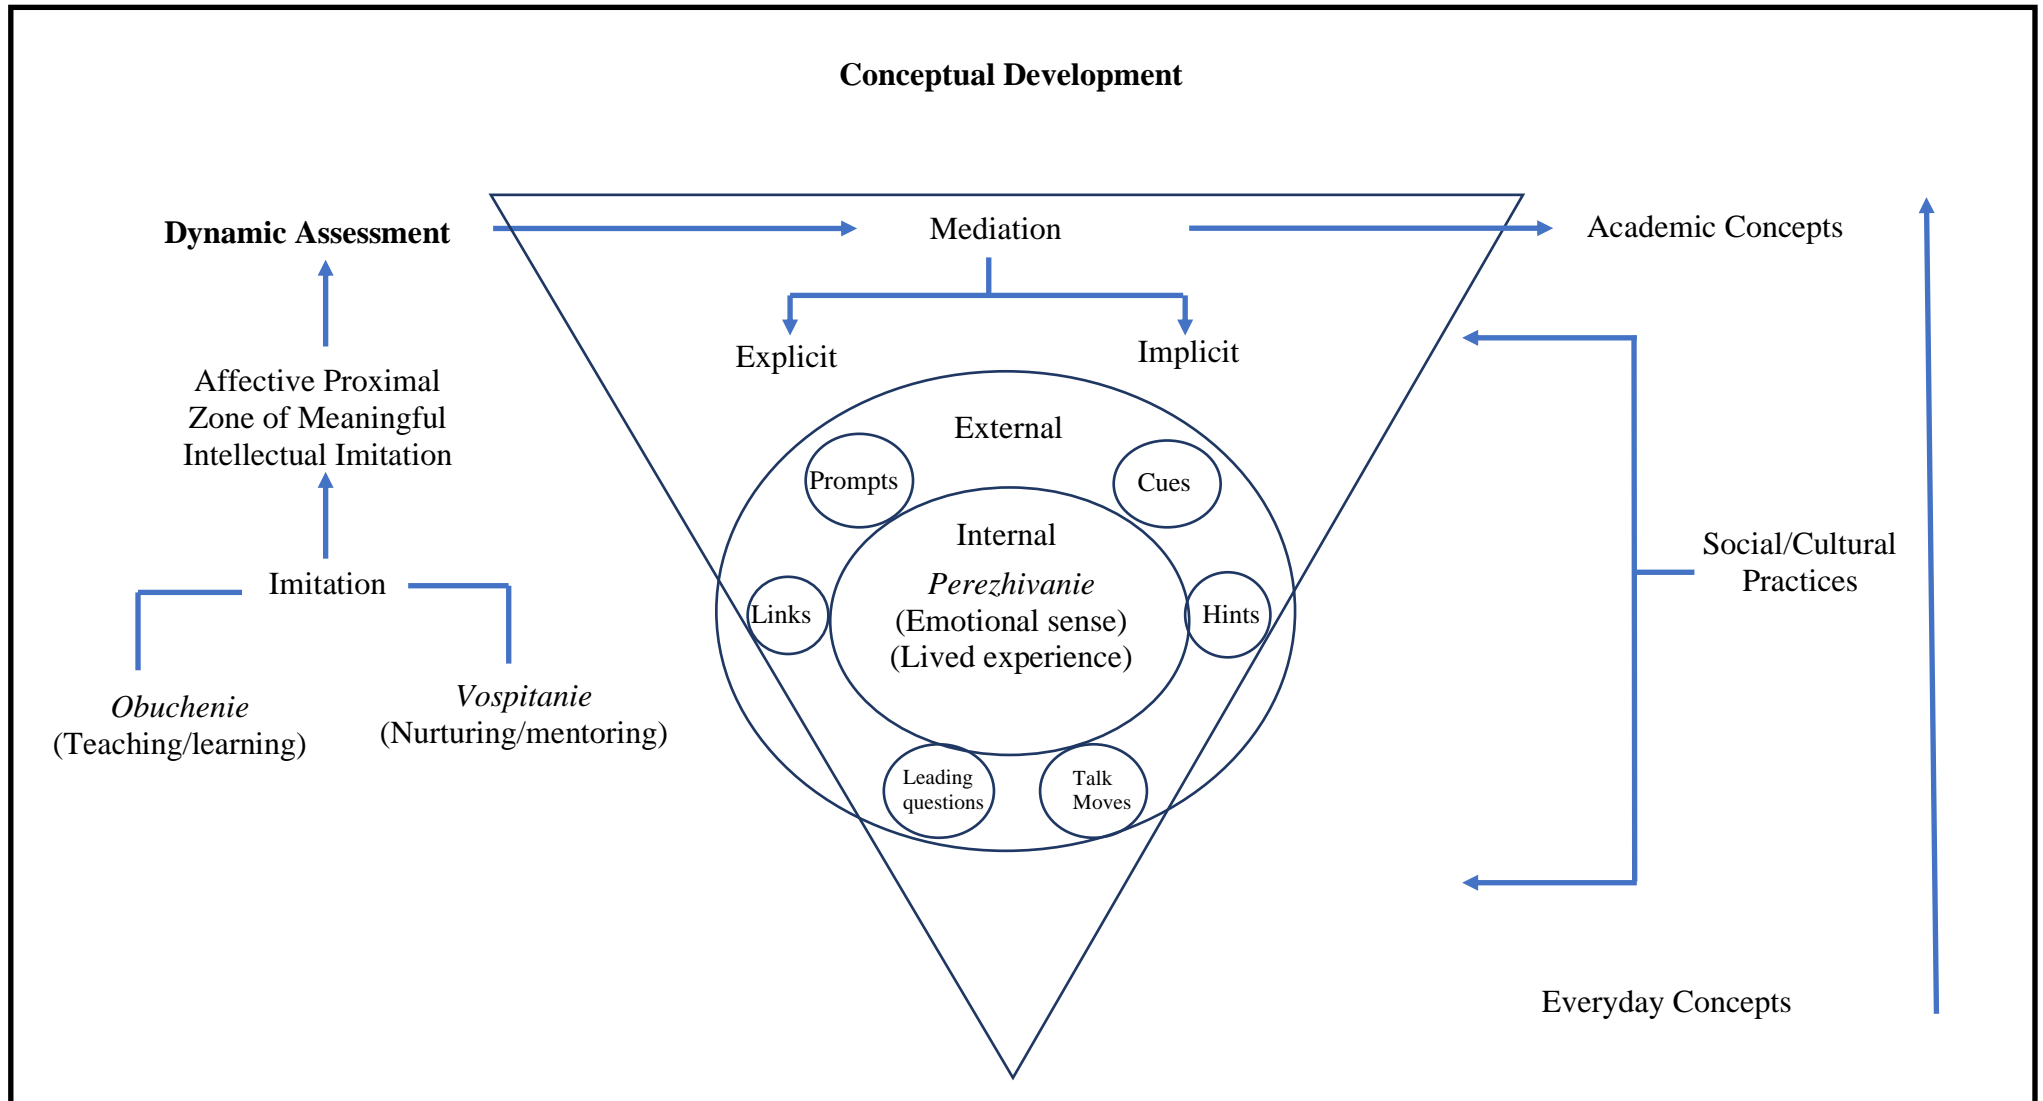 Conceptual Development
Dynamic Assessment
Mediation
Academic Concepts
Explicit
Implicit
Affective Proximal
Zone of Meaningful
Intellectual Imitation
External
Prompts
Cues
Internal
Perezhivanie
(Emotional sense)
(Lived experience)
Links
Hints
Social/Cultural
Practices
Imitation
Obuchenie
(Teaching/learning)
Vospitanie
(Nurturing/mentoring)
Leading
questions
Talk
Moves
Everyday Concepts